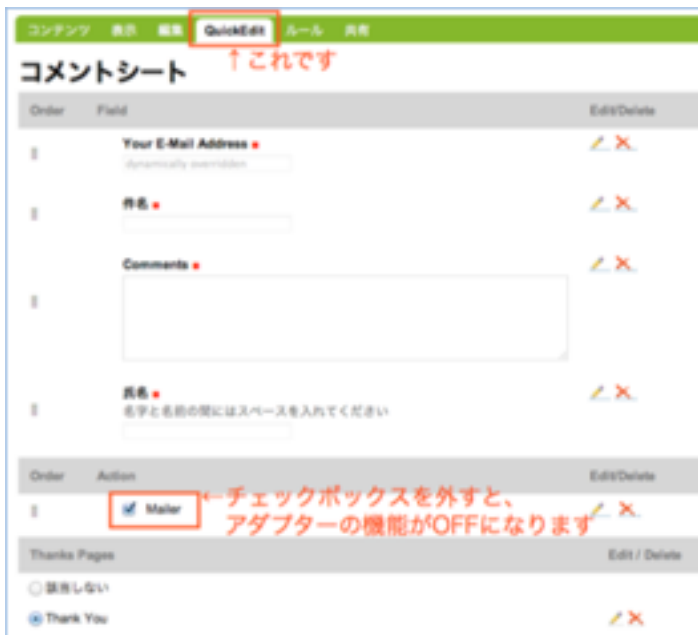 コンテンツ 表示 編集 QuickEdit ルール 共有
↑これです
コメントシート
Order Field Edit/Delete
Your E-Mail Address
dynamically overridden
件名
Comments
氏名
名字と名前の間にはスペースを入れてください
Order Action Edit/Delete
Mailer
←チェックボックスを外すと、
アダプターの機能がOFFになります
Thanks Pages Edit / Delete
該当しない
Thank You